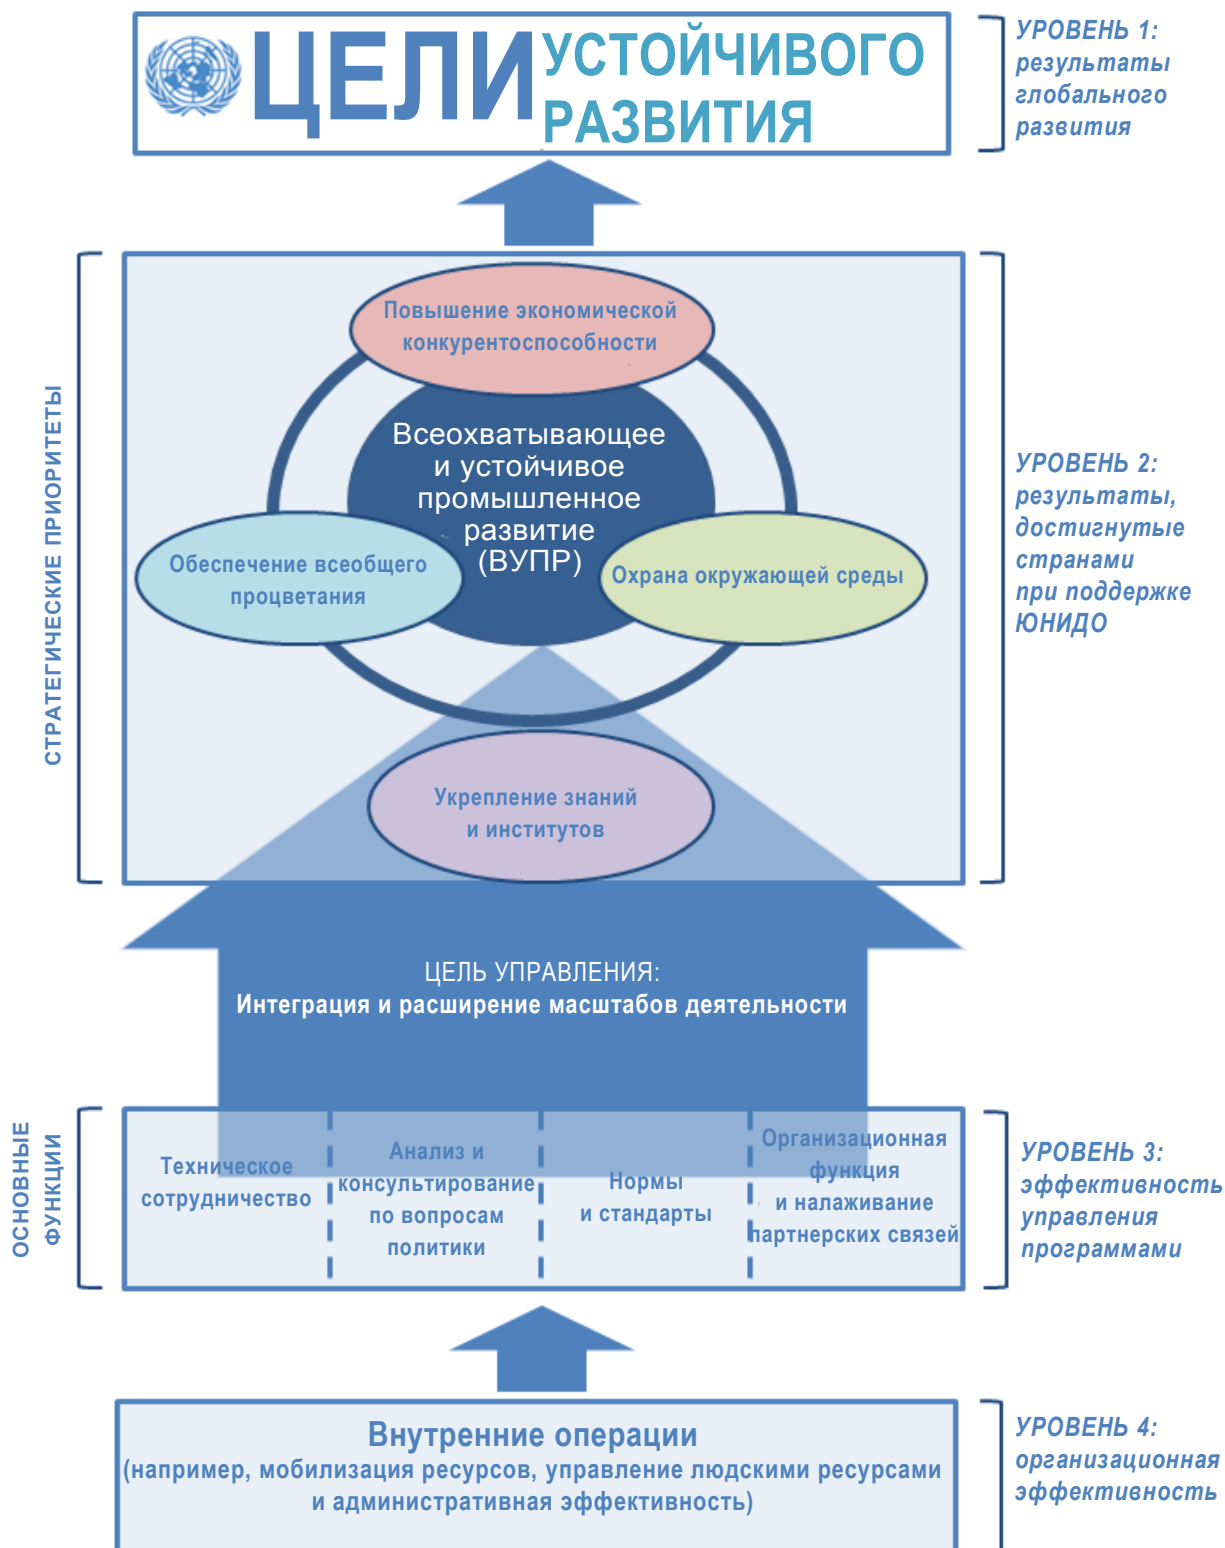 ЦЕЛИ УСТОЙЧИВОГО
РАЗВИТИЯ
УРОВЕНЬ 1:
результаты
глобального
развития
СТРАТЕГИЧЕСКИЕ ПРИОРИТЕТЫ
Повышение экономической
конкурентоспособности
Всеохватывающее
и устойчивое
промышленное
развитие
(ВУПР)
Обеспечение всеобщего
процветания
Охрана окружающей среды
Укрепление знаний
и институтов
УРОВЕНЬ 2:
результаты,
достигнутые
странами
при поддержке
ЮНИДО
ЦЕЛЬ УПРАВЛЕНИЯ:
Интеграция и расширение масштабов деятельности
ОСНОВНЫЕ
ФУНКЦИИ
Техническое
сотрудничество
Анализ и
консультирование
по вопросам
политики
Нормы
и стандарты
Организационная
функция
и налаживание
партнерских связей
УРОВЕНЬ 3:
эффективность
управления
программами
Внутренние операции
(например, мобилизация ресурсов, управление людскими ресурсами
и административная эффективность)
УРОВЕНЬ 4:
организационная
эффективность